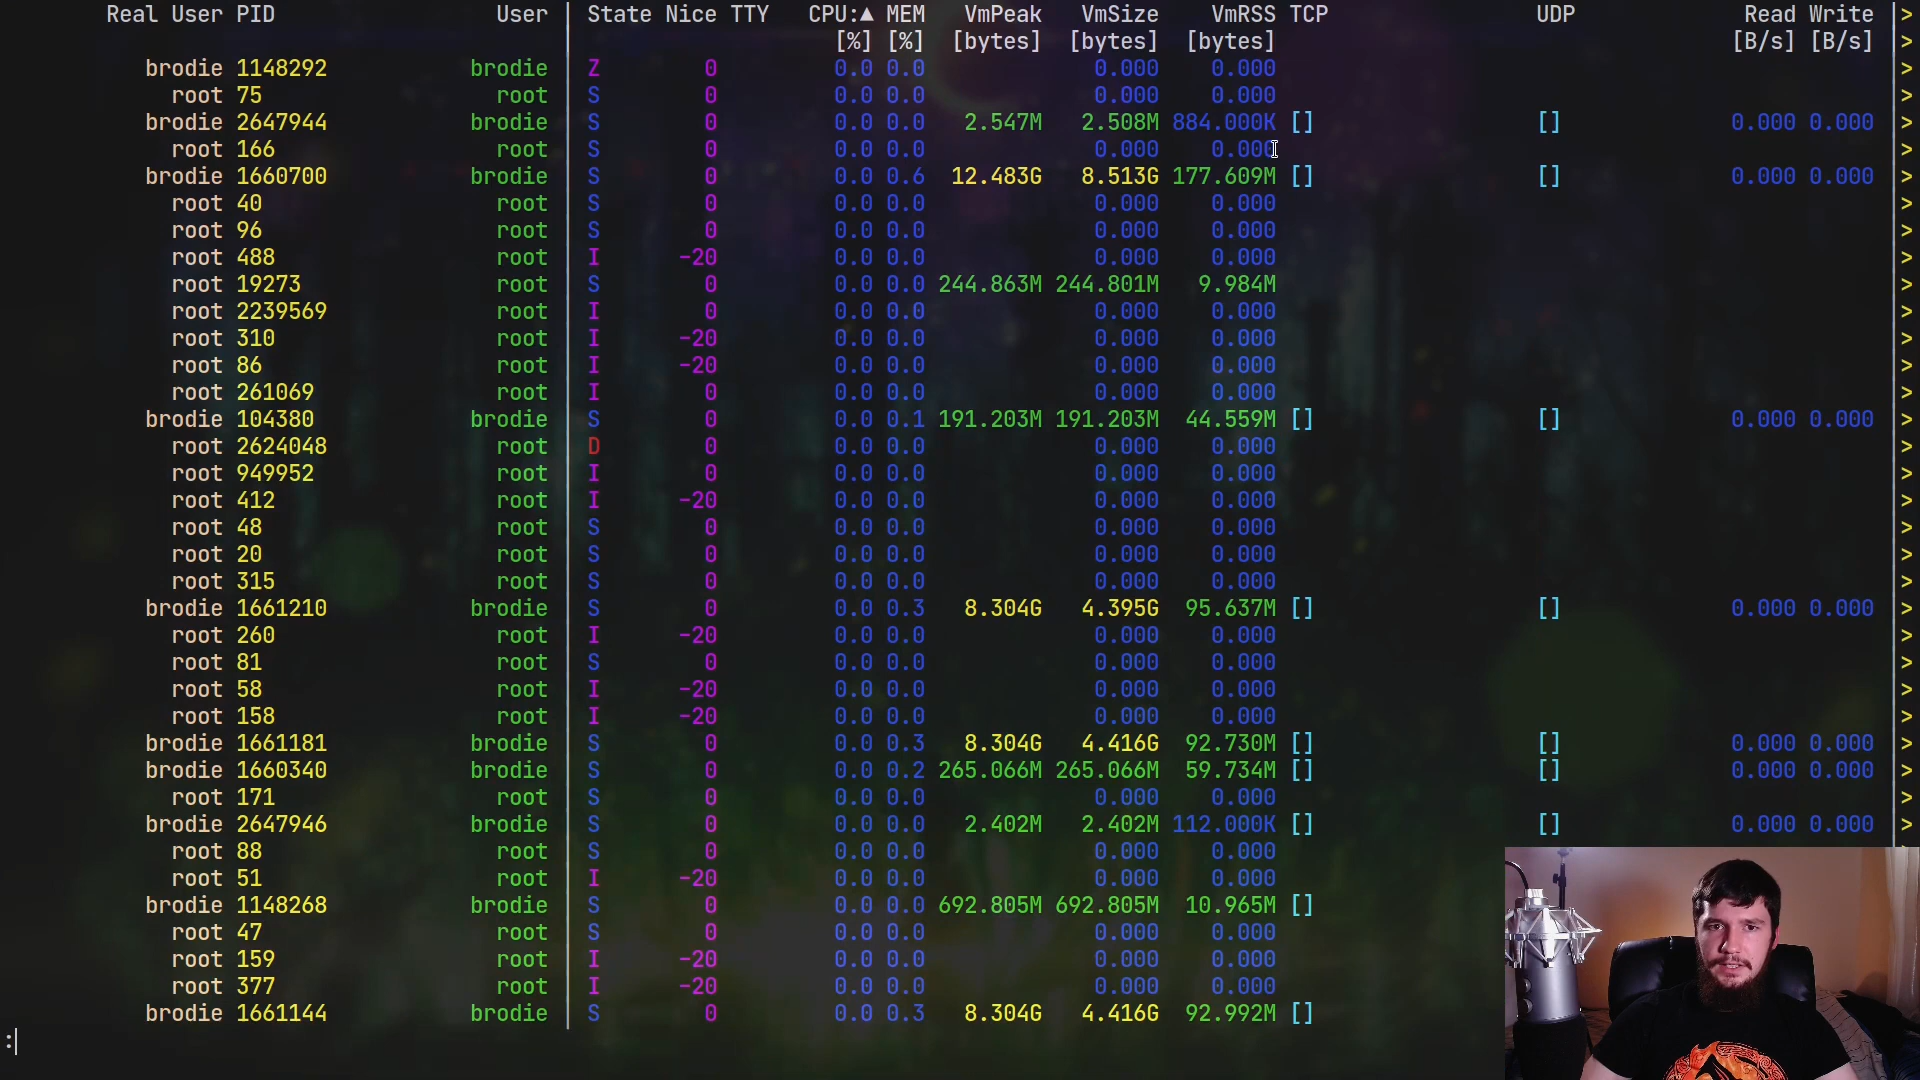 Real User PID User │ State Nice TTY CPU:▲ MEM VmPeak VmSize VmRSS TCP UDP Read Write │>
│ [%] [%] [bytes] [bytes] [bytes] [B/s] [B/s] │>
brodie 1148292 brodie │ Z 0 0.0 0.0 0.000 0.000 │>
root 75 root │ S 0 0.0 0.0 0.000 0.000 │>
brodie 2647944 brodie │ S 0 0.0 0.0 2.547M 2.508M 884.000K [] [] 0.000 0.000 │>
root 166 root │ S 0 0.0 0.0 0.000 0.000 │>
brodie 1660700 brodie │ S 0 0.0 0.6 12.483G 8.513G 177.609M [] [] 0.000 0.000 │>
root 40 root │ S 0 0.0 0.0 0.000 0.000 │>
root 96 root │ S 0 0.0 0.0 0.000 0.000 │>
root 488 root │ I -20 0.0 0.0 0.000 0.000 │>
root 19273 root │ S 0 0.0 0.0 244.863M 244.801M 9.984M │>
root 2239569 root │ I 0 0.0 0.0 0.000 0.000 │>
root 310 root │ I -20 0.0 0.0 0.000 0.000 │>
root 86 root │ I -20 0.0 0.0 0.000 0.000 │>
root 261069 root │ I 0 0.0 0.0 0.000 0.000 │>
brodie 104380 brodie │ S 0 0.0 0.1 191.203M 191.203M 44.559M [] [] 0.000 0.000 │>
root 2624048 root │ D 0 0.0 0.0 0.000 0.000 │>
root 949952 root │ I 0 0.0 0.0 0.000 0.000 │>
root 412 root │ I -20 0.0 0.0 0.000 0.000 │>
root 48 root │ S 0 0.0 0.0 0.000 0.000 │>
root 20 root │ S 0 0.0 0.0 0.000 0.000 │>
root 315 root │ S 0 0.0 0.0 0.000 0.000 │>
brodie 1661210 brodie │ S 0 0.0 0.3 8.304G 4.395G 95.637M [] [] 0.000 0.000 │>
root 260 root │ I -20 0.0 0.0 0.000 0.000 │>
root 81 root │ S 0 0.0 0.0 0.000 0.000 │>
root 58 root │ I -20 0.0 0.0 0.000 0.000 │>
root 158 root │ I -20 0.0 0.0 0.000 0.000 │>
brodie 1661181 brodie │ S 0 0.0 0.3 8.304G 4.416G 92.730M [] [] 0.000 0.000 │>
brodie 1660340 brodie │ S 0 0.0 0.2 265.066M 265.066M 59.734M [] [] 0.000 0.000 │>
root 171 root │ S 0 0.0 0.0 0.000 0.000 │>
brodie 2647946 brodie │ S 0 0.0 0.0 2.402M 2.402M 112.000K [] [] 0.000 0.000 │>
root 88 root │ S 0 0.0 0.0 0.000 0.000
root 51 root │ I -20 0.0 0.0 0.000 0.000
brodie 1148268 brodie │ S 0 0.0 0.0 692.805M 692.805M 10.965M []
root 47 root │ S 0 0.0 0.0 0.000 0.000
root 159 root │ I -20 0.0 0.0 0.000 0.000
root 377 root │ I -20 0.0 0.0 0.000 0.000
brodie 1661144 brodie │ S 0 0.0 0.3 8.304G 4.416G 92.992M []
: